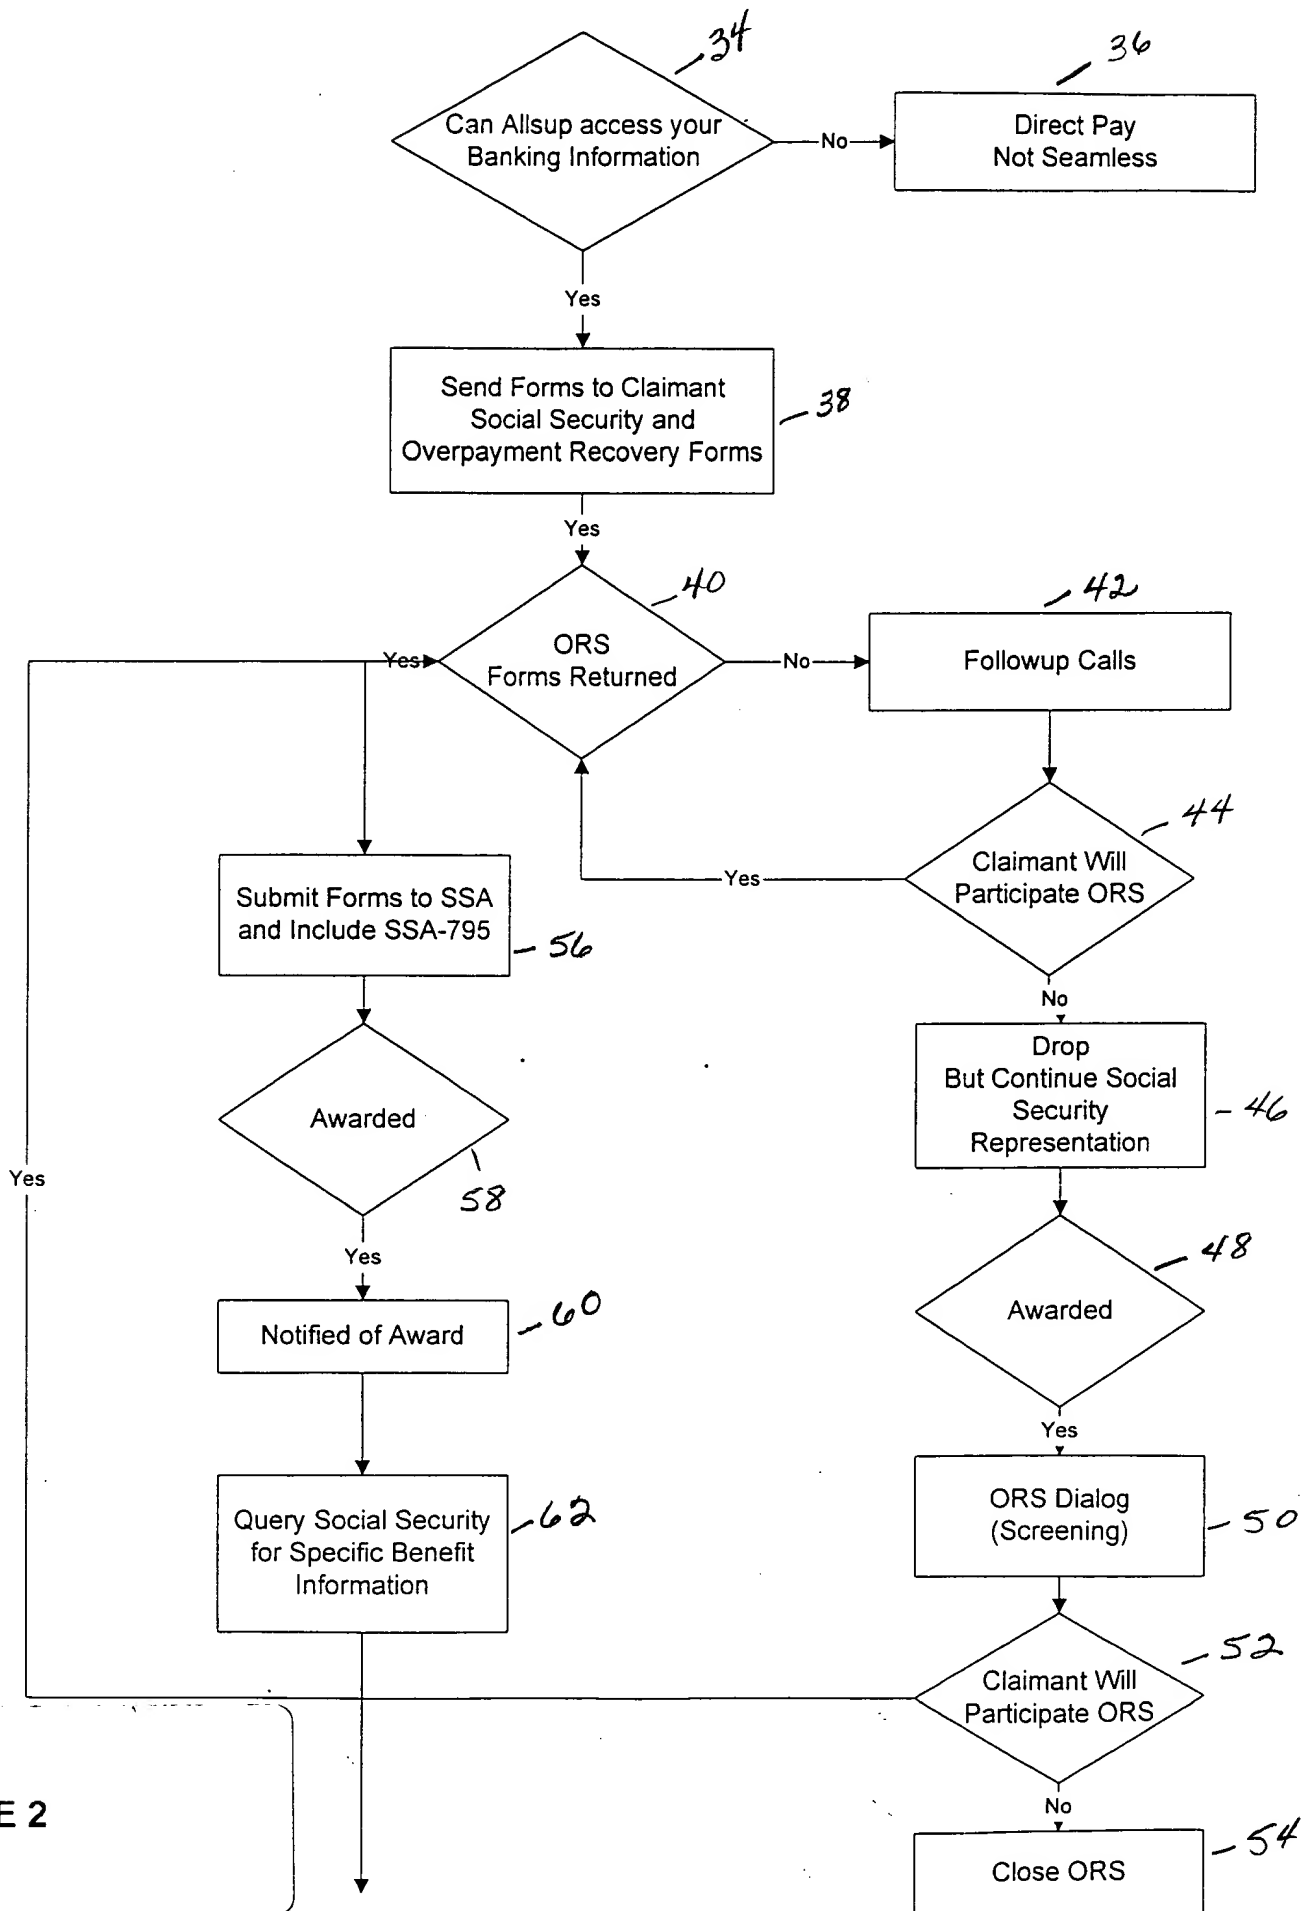 34
36
Can Allsup access your
Banking Information
No
Direct Pay
Not Seamless
Yes
Send Forms to Claimant
Social Security and
Overpayment Recovery Forms
38
Yes
40
42
ORS
Forms Returned
Yes
No
Followup Calls
44
Claimant Will
Participate ORS
Yes
Submit Forms to SSA
and Include SSA-795
56
No
Drop
But Continue Social
Security
Representation
46
Awarded
58
Yes
Yes
48
Awarded
Notified of Award
60
Yes
ORS Dialog
(Screening)
50
Query Social Security
for Specific Benefit
Information
62
52
Claimant Will
Participate ORS
No
E 2
54
Close ORS